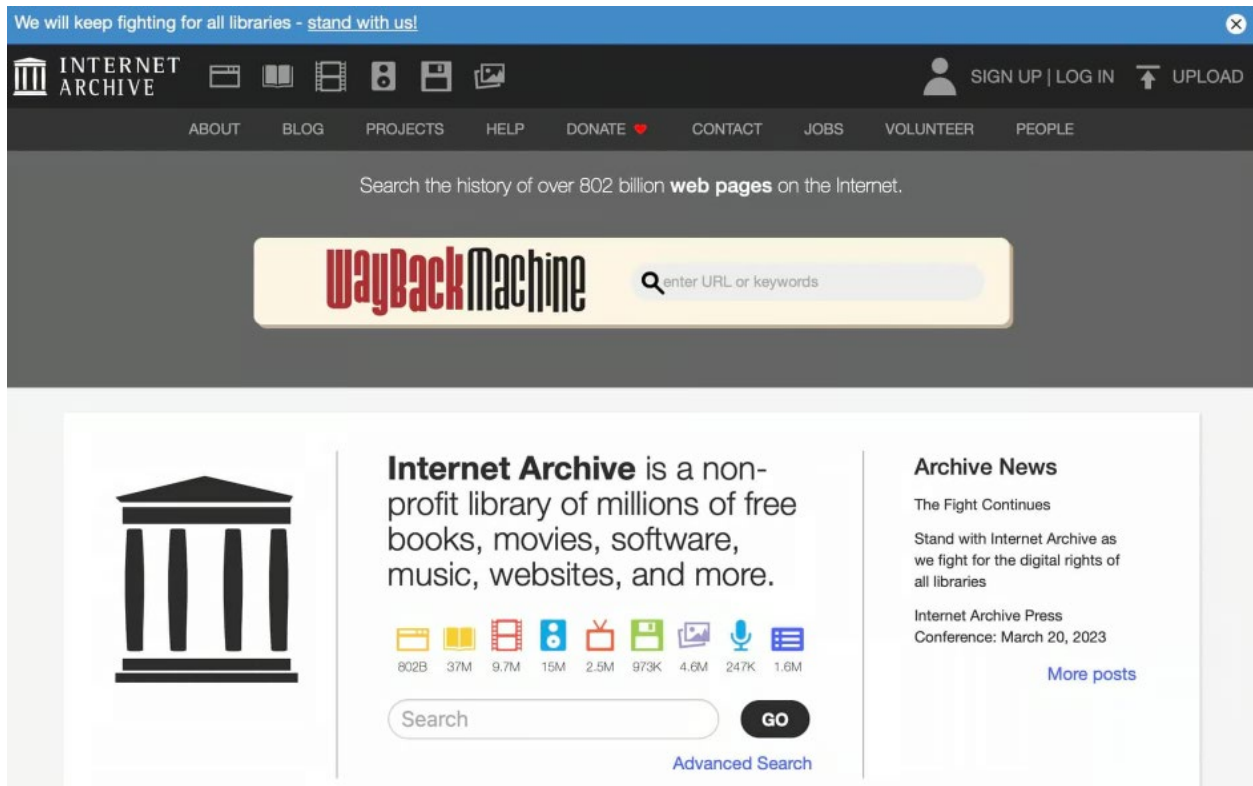 We will keep fighting for all libraries - stand with us!
INTERNET
ARCHIVE
SIGN UP | LOG IN
UPLOAD
ABOUT
BLOG
PROJECTS
HELP
DONATE
CONTACT
JOBS
VOLUNTEER
PEOPLE
Search the history of over 802 billion web pages on the Internet.
WayBackMachine
enter URL or keywords
Internet Archive is a non-
profit library of millions of free
books, movies, software,
music, websites, and more.
802B
37M
9.7M
15M
2.5M
973K
4.6M
247K
1.6M
Search
GO
Advanced Search
Archive News
The Fight Continues
Stand with Internet Archive as
we fight for the digital rights of
all libraries
Internet Archive Press
Conference: March 20, 2023
More posts